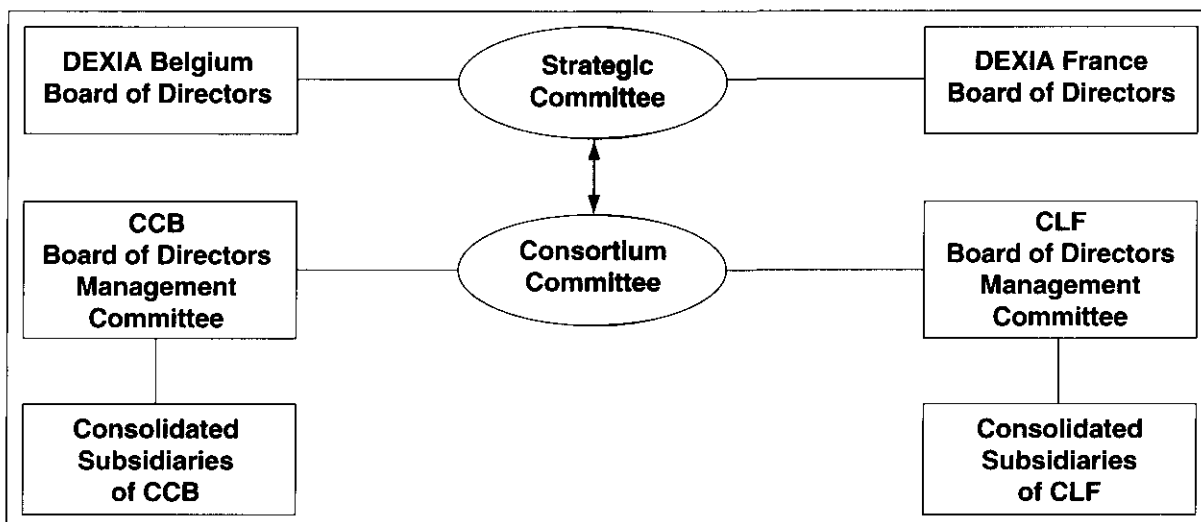 DEXIA Belgium
Board of Directors
Strategic
Committee
DEXIA France
Board of Directors
CCB
Board of Directors
Management
Committee
Consortium
Committee
CLF
Board of Directors
Management
Committee
Consolidated
Subsidiaries
of CCB
Consolidated
Subsidiaries
of CLF